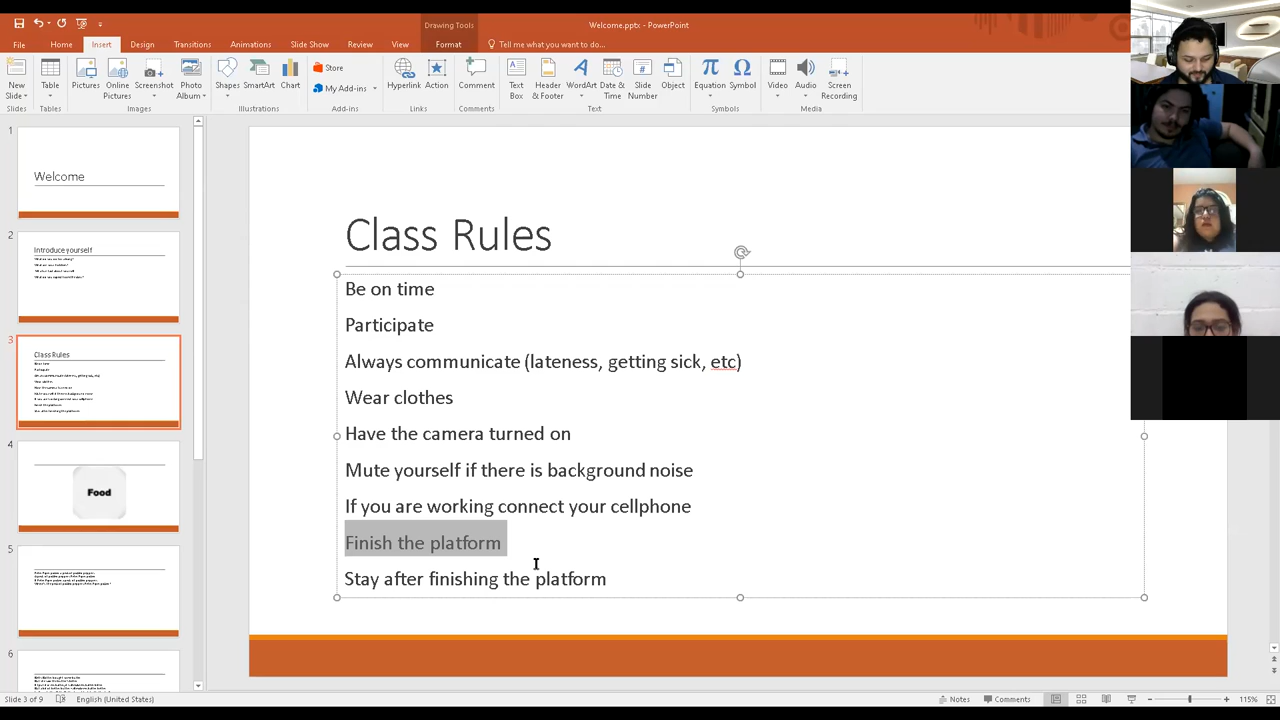 Drawing Tools
Welcome.pptx - PowerPoint
File Home Insert Design Transitions Animations Slide Show Review View Format Tell me what you want to do...
New Slide
Table
Pictures
Online Pictures
Screenshot
Photo Album
Shapes
SmartArt
Chart
Store
My Add-ins
Hyperlink
Action
Comment
Text Box
Header & Footer
WordArt
Date & Time
Slide Number
Object
Equation
Symbol
Video
Audio
Screen Recording
Slides Tables Images Illustrations Add-ins Links Comments Text Symbols Media
1
Welcome
2
Introduce yourself
3
Class Rules
4
Food
5
6
Class Rules
Be on time
Participate
Always communicate (lateness, getting sick, etc)
Wear clothes
Have the camera turned on
Mute yourself if there is background noise
If you are working connect your cellphone
Finish the platform
Stay after finishing the platform
Slide 3 of 9 English (United States) Notes Comments 115%